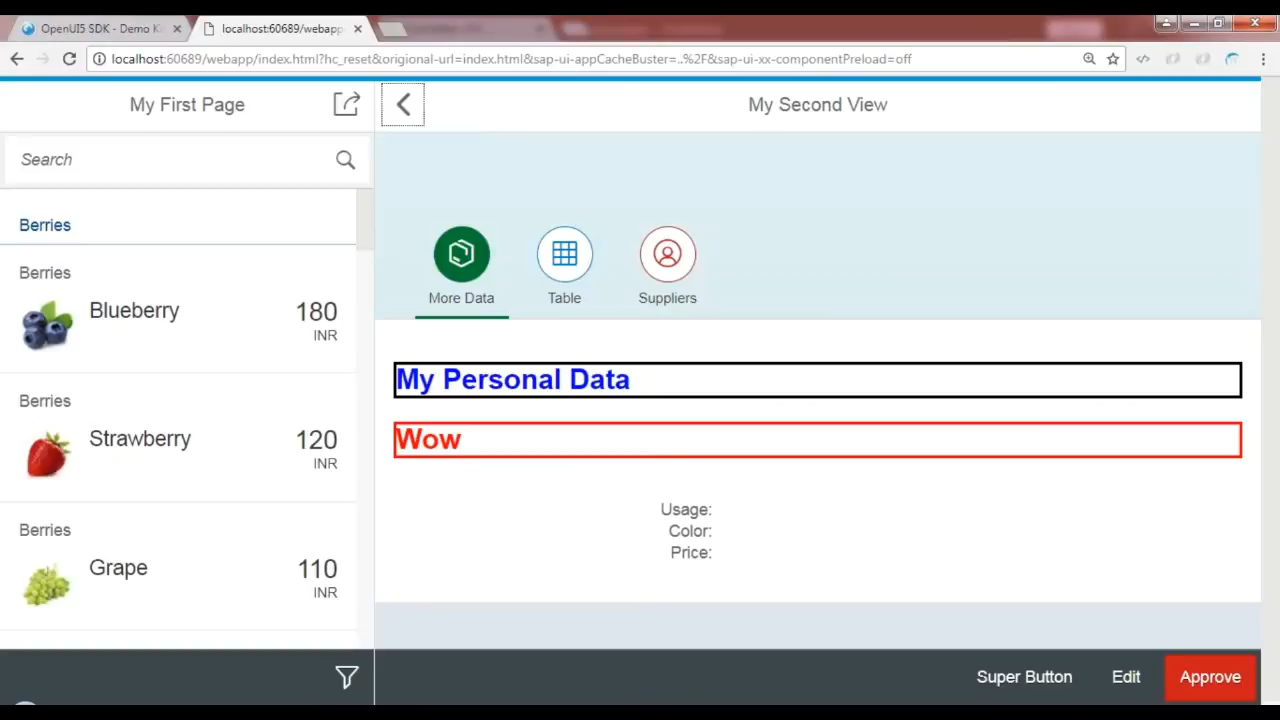 OpenUI5 SDK - Demo K
localhost:60689/webapp
localhost:60689/webapp/index.html?hc_reset&origional-url=index.html&sap-ui-appCacheBuster=..%2F&sap-ui-xx-componentPreload=off
My First Page
My Second View
Search
Berries
Berries
Blueberry
180
INR
Berries
Strawberry
120
INR
Berries
Grape
110
INR
More Data
Table
Suppliers
My Personal Data
Wow
Usage:
Color:
Price:
Super Button
Edit
Approve